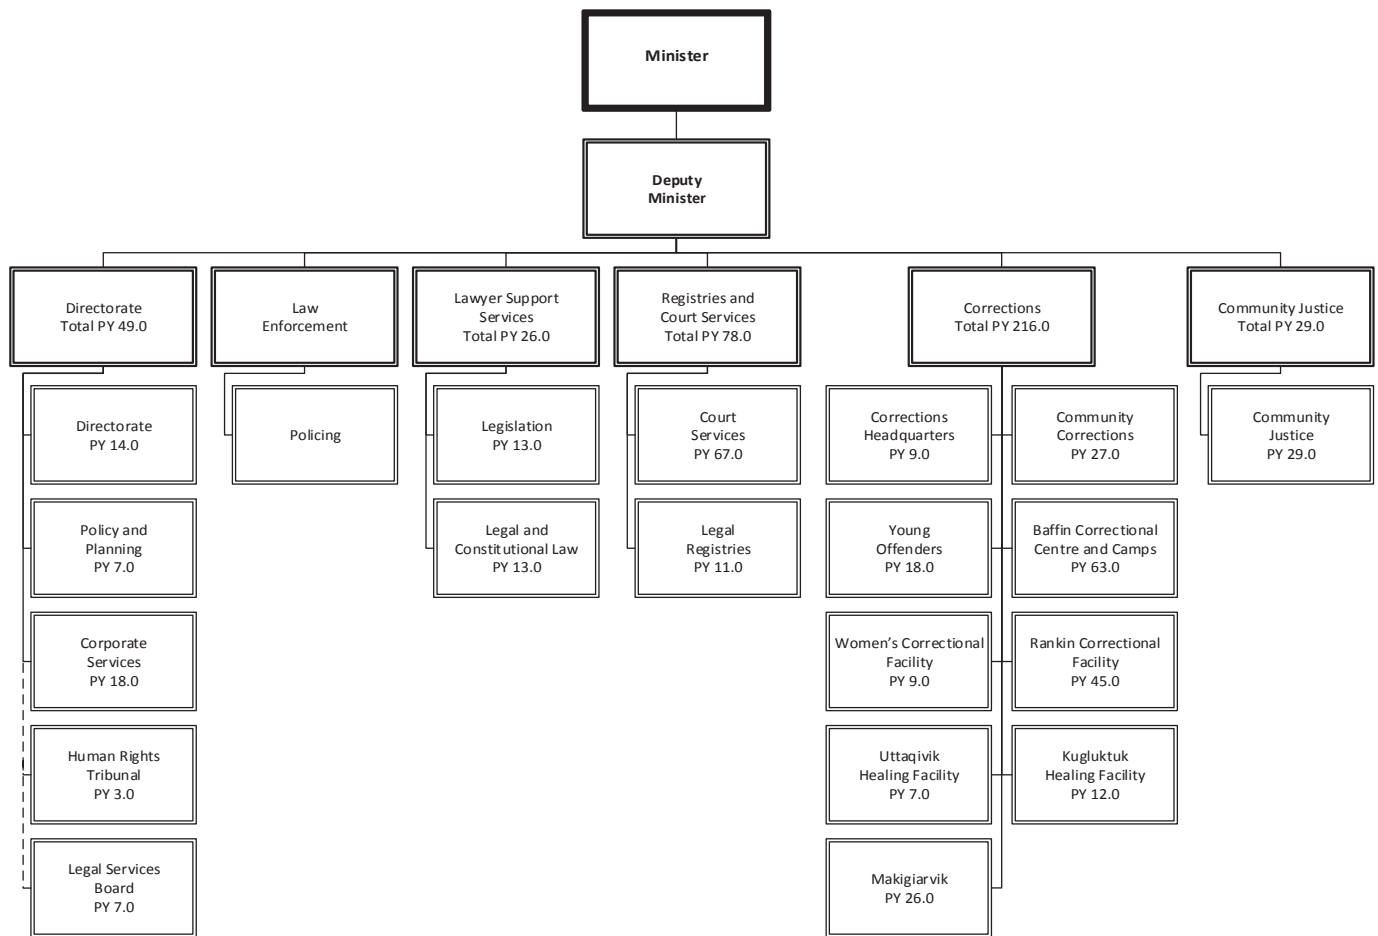 Minister
Deputy
Minister
Directorate
Total PY 49.0
Law
Enforcement
Lawyer Support
Services
Total PY 26.0
Registries and
Court Services
Total PY 78.0
Corrections
Total PY 216.0
Community Justice
Total PY 29.0
Directorate
PY 14.0
Policing
Legislation
PY 13.0
Court
Services
PY 67.0
Corrections
Headquarters
PY 9.0
Community
Corrections
PY 27.0
Community
Justice
PY 29.0
Policy and
Planning
PY 7.0
Legal and
Constitutional Law
PY 13.0
Legal
Registries
PY 11.0
Young
Offenders
PY 18.0
Baffin Correctional
Centre and Camps
PY 63.0
Corporate
Services
PY 18.0
Women's Correctional
Facility
PY 9.0
Rankin Correctional
Facility
PY 45.0
Human Rights
Tribunal
PY 3.0
Uttaqivik
Healing Facility
PY 7.0
Kugluktuk
Healing Facility
PY 12.0
Legal Services
Board
PY 7.0
Makigiarvik
PY 26.0